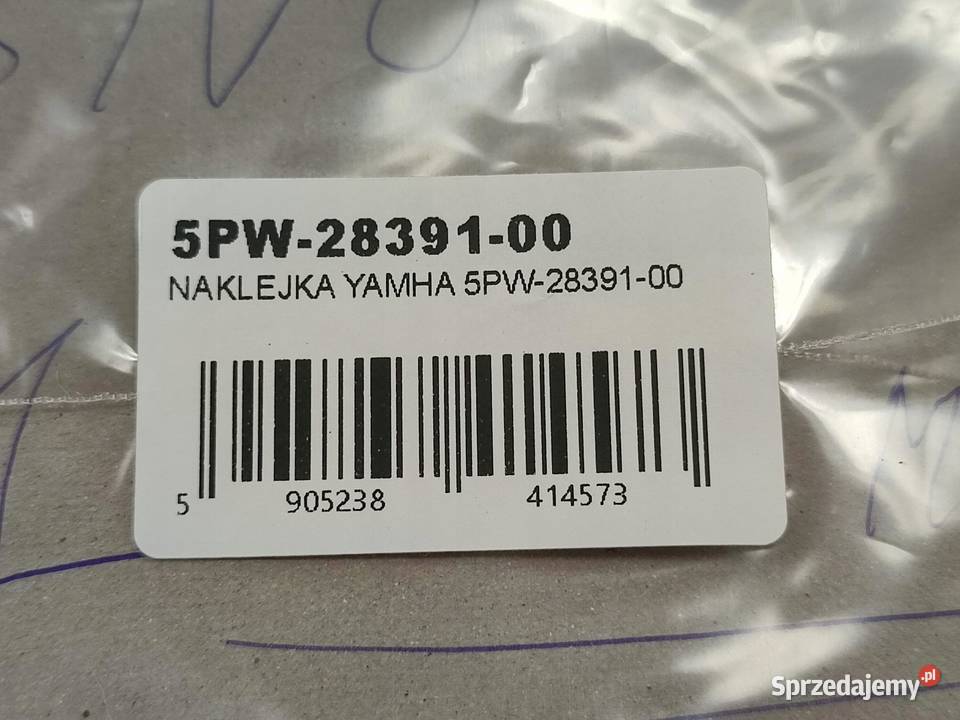 5PW-28391-00
NAKLEJKA YAMHA 5PW-28391-00
5 905238 414573
Sprzedajemy.pl